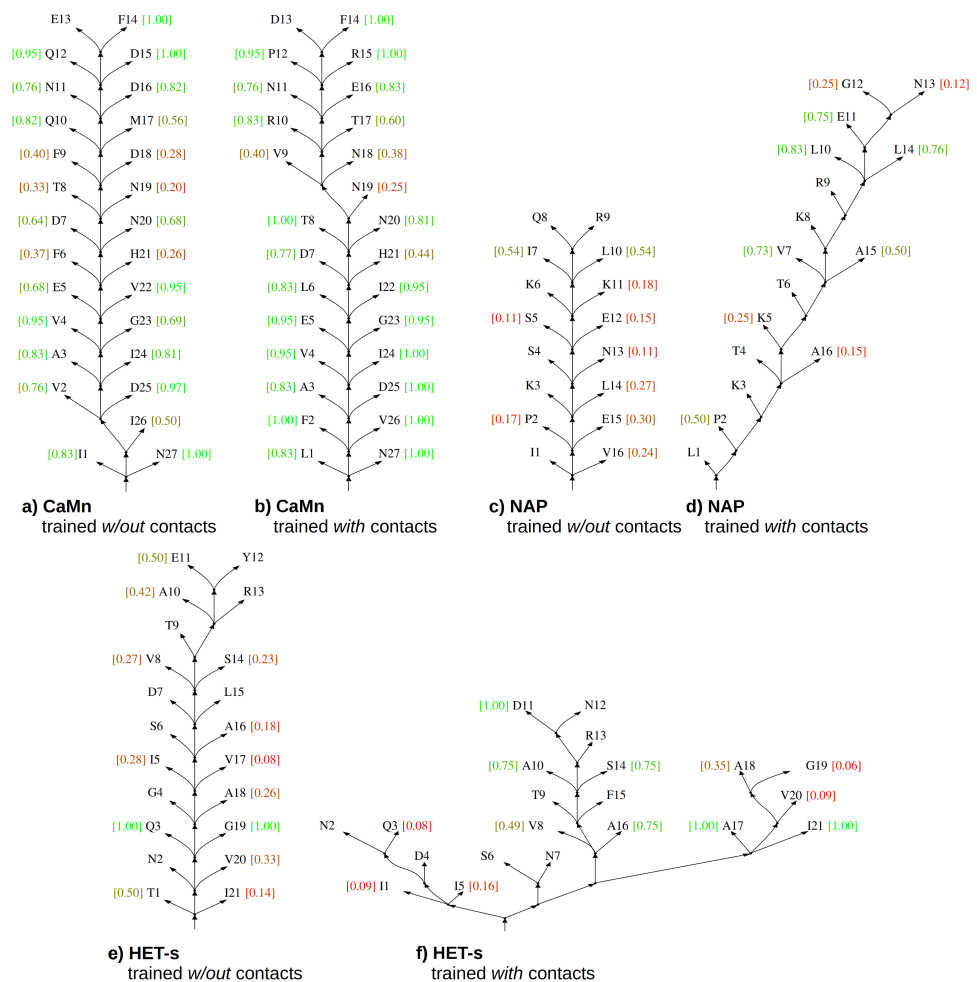 E13 F14 [1.00]
[0.95] Q12 D15 [1.00]
[0.76] N11 D16 [0.82]
[0.82] Q10 M17 [0.56]
[0.40] F9 D18 [0.28]
[0.33] T8 N19 [0.20]
[0.64] D7 N20 [0.68]
[0.37] F6 H21 [0.26]
[0.68] E5 V22 [0.95]
[0.95] V4 G23 [0.69]
[0.83] A3 I24 [0.81]
[0.76] V2 D25 [0.97]
I26 [0.50]
[0.83]I1 N27 [1.00]
a) CaMn
trained w/out contacts
D13 F14 [1.00]
[0.95] P12 R15 [1.00]
[0.76] N11 E16 [0.83]
[0.83] R10 T17 [0.60]
[0.40] V9 N18 [0.38]
N19 [0.25]
[1.00] T8 N20 [0.81]
[0.77] D7 H21 [0.44]
[0.83] L6 I22 [0.95]
[0.95] E5 G23 [0.95]
[0.95] V4 I24 [1.00]
[0.83] A3 D25 [1.00]
[1.00] F2 V26 [1.00]
[0.83] L1 N27 [1.00]
b) CaMn
trained with contacts
Q8 R9
[0.54] I7 L10 [0.54]
K6 K11 [0.18]
[0.11] S5 E12 [0.15]
S4 N13 [0.11]
K3 L14 [0.27]
[0.17] P2 E15 [0.30]
I1 V16 [0.24]
c) NAP
trained w/out contacts
[0.25] G12 N13 [0.12]
[0.75] E11
[0.83] L10 L14 [0.76]
R9
K8
[0.73] V7 A15 [0.50]
T6
[0.25] K5
T4 A16 [0.15]
K3
[0.50] P2
L1
d) NAP
trained with contacts
[0.50] E11 Y12
[0.42] A10 R13
T9
[0.27] V8 S14 [0.23]
D7 L15
S6 A16 [0.18]
[0.28] I5 V17 [0.08]
G4 A18 [0.26]
[1.00] Q3 G19 [1.00]
N2 V20 [0.33]
[0.50] T1 I21 [0.14]
e) HET-s
trained w/out contacts
[1.00] D11 N12
R13
[0.75] A10 S14 [0.75] [0.35] A18 G19 [0.06]
T9 F15 V20 [0.09]
N2 Q3 [0.08] [0.49] V8 A16 [0.75] [1.00] A17 I21 [1.00]
D4 S6 N7
[0.09] I1 I5 [0.16]
f) HET-s
trained with contacts